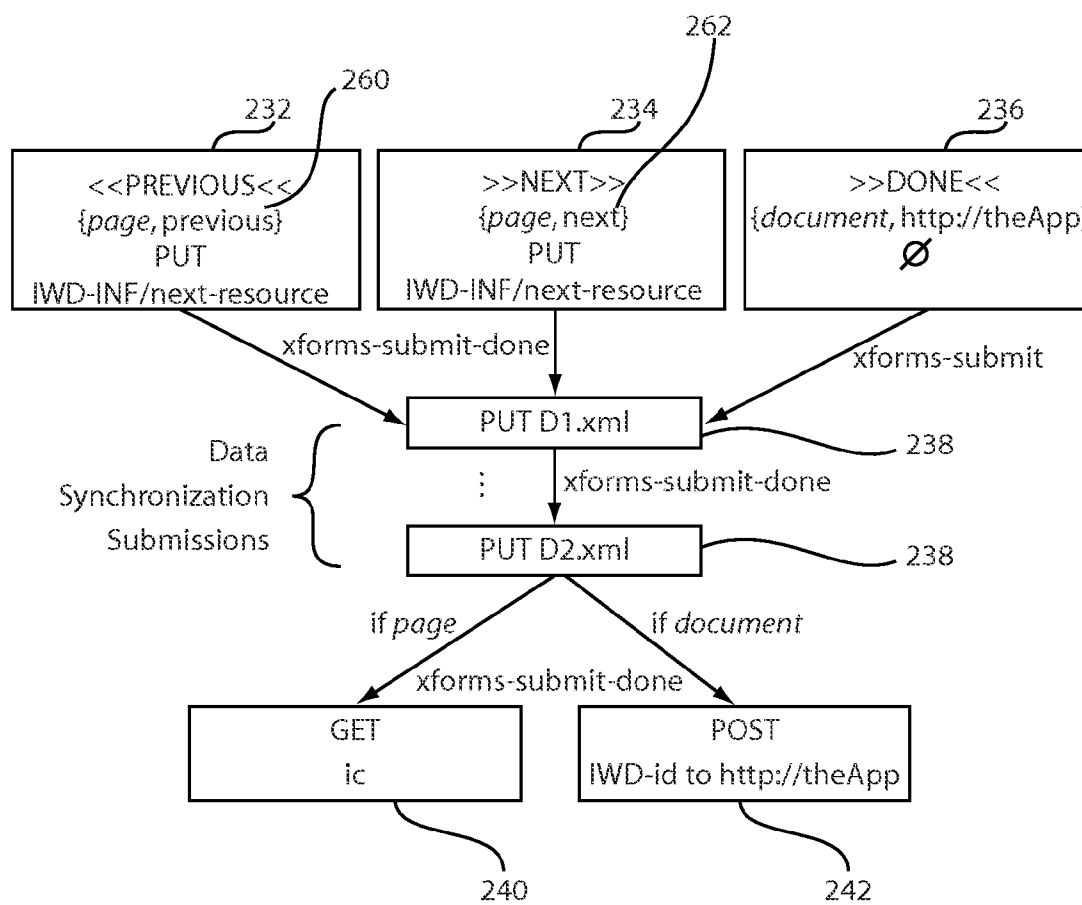 262
260
232
234
236
<<PREVIOUS<<
{page, previous}
PUT
IWD-INF/next-resource
>>NEXT>>
{page, next}
PUT
IWD-INF/next-resource
>>DONE<<
{document, http://theApp}
∅
xforms-submit-done
xforms-submit
PUT D1.xml
238
Data
Synchronization
Submissions
⋮
xforms-submit-done
PUT D2.xml
238
if page
if document
xforms-submit-done
GET
ic
POST
IWD-id to http://theApp
240
242